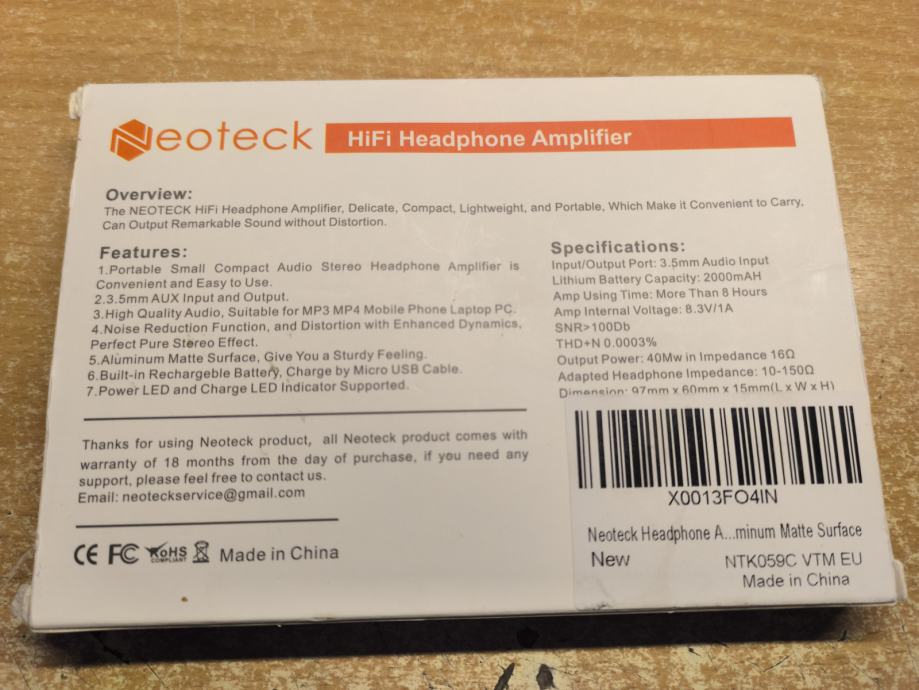 Neoteck
HiFi Headphone Amplifier
Overview:
The NEOTECK HiFi Headphone Amplifier, Delicate, Compact, Lightweight, and Portable, Which Make it Convenient to Carry,
Can Output Remarkable Sound without Distortion.
Features:
1.Portable Small Compact Audio Stereo Headphone Amplifier is
Convenient and Easy to Use.
2.3.5mm AUX Input and Output.
3.High Quality Audio, Suitable for MP3 MP4 Mobile Phone Laptop PC.
4.Noise Reduction Function, and Distortion with Enhanced Dynamics,
Perfect Pure Stereo Effect.
5.Aluminum Matte Surface, Give You a Sturdy Feeling.
6.Built-in Rechargeble Battery, Charge by Micro USB Cable.
7.Power LED and Charge LED Indicator Supported.
Specifications:
Input/Output Port: 3.5mm Audio Input
Lithium Battery Capacity: 2000mAH
Amp Using Time: More Than 8 Hours
Amp Internal Voltage: 8.3V/1A
SNR>100Db
THD+N 0.0003%
Output Power: 40Mw in Impedance 16Ω
Adapted Headphone Impedance: 10-150Ω
Dimension: 97mm x 60mm x 15mm(L x W x H)
Thanks for using Neoteck product, all Neoteck product comes with
warranty of 18 months from the day of purchase, if you need any
support, please feel free to contact us.
Email: neoteckservice@gmail.com
CE FC RoHS COMPLIANT Made in China
X0013FO4IN
Neoteck Headphone A...minum Matte Surface
New
NTK059C VTM EU
Made in China